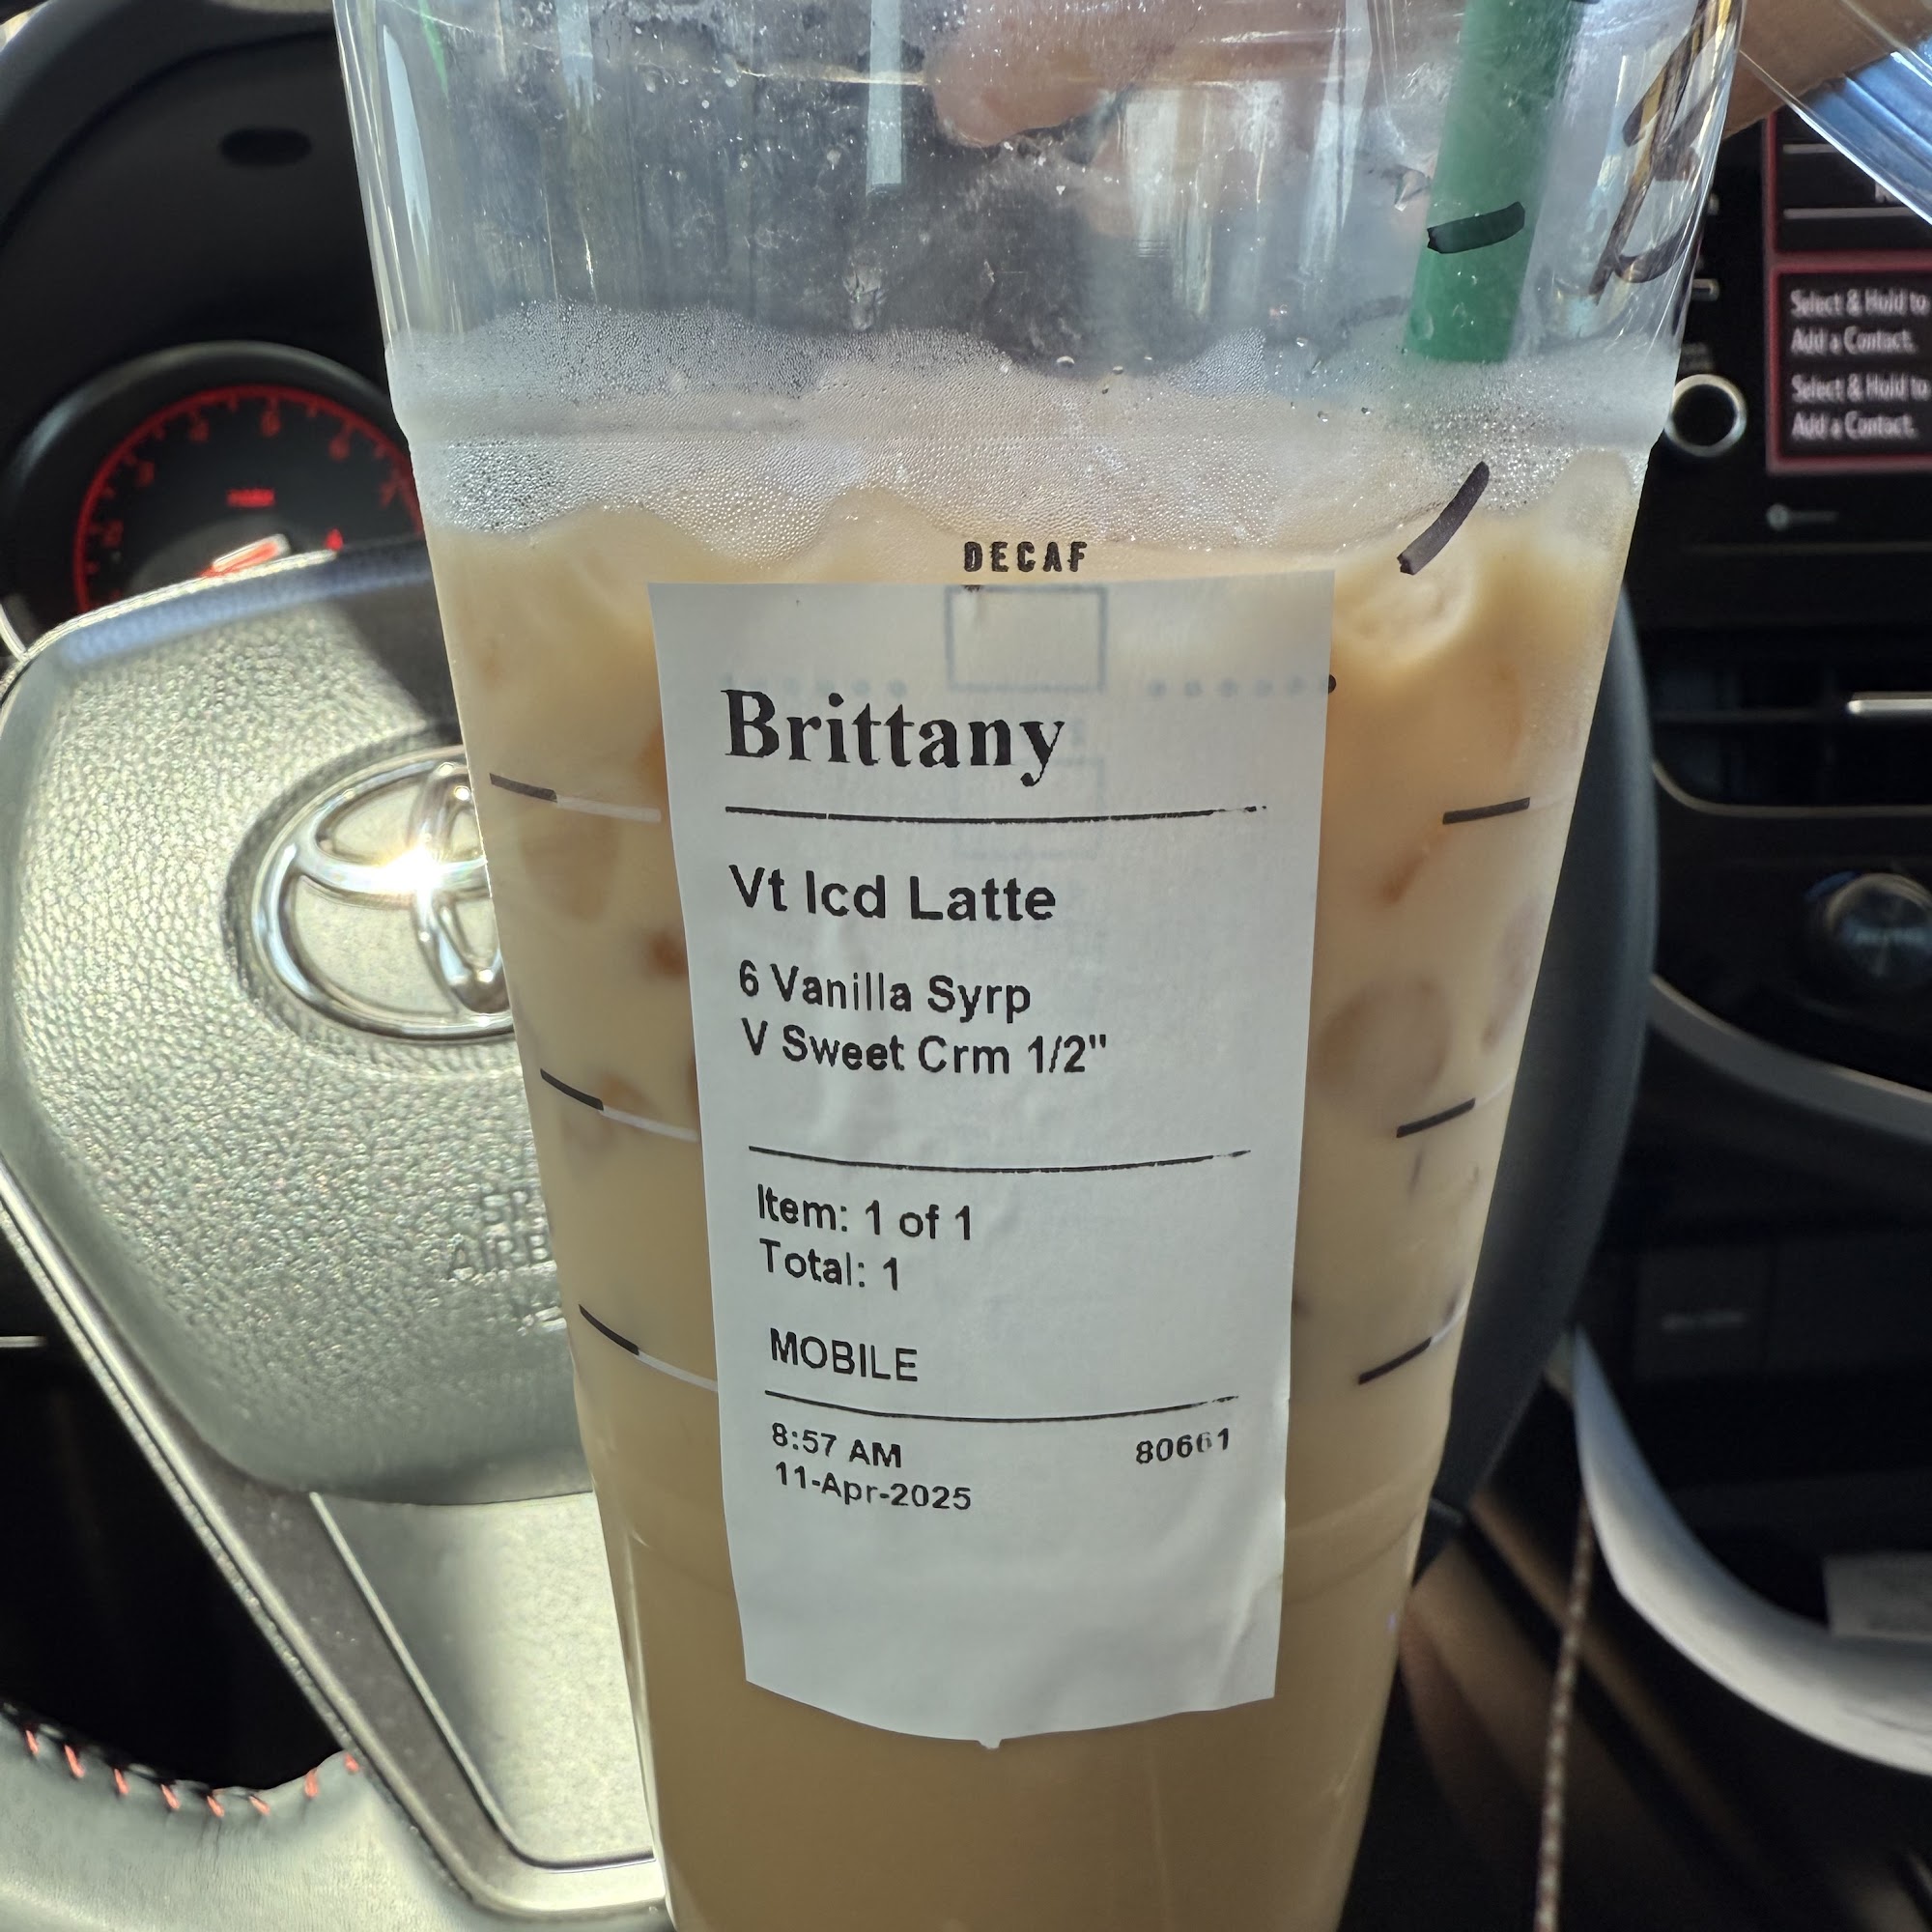 DECAF
Brittany
Vt Icd Latte
6 Vanilla Syrp
V Sweet Crm 1/2"
Item: 1 of 1
Total: 1
MOBILE
8:57 AM 80661
11-Apr-2025
Select & Hold to
Add a Contact.
Select & Hold to
Add a Contact.
AUTO